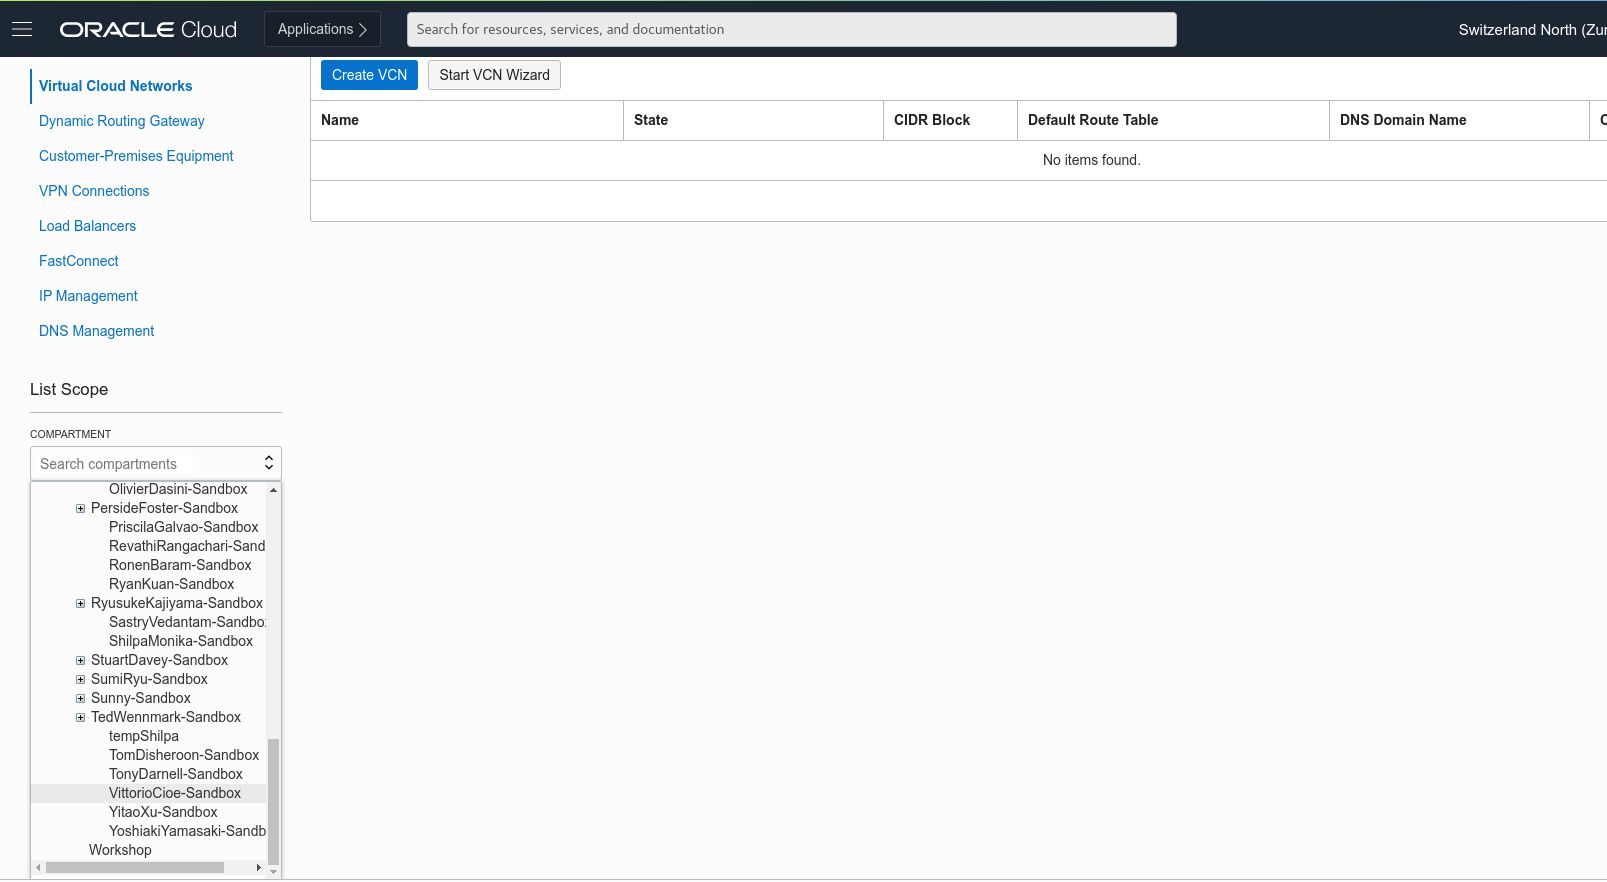 ORACLE Cloud
Applications
Search for resources, services, and documentation
Switzerland North (Zur
Virtual Cloud Networks
Dynamic Routing Gateway
Customer-Premises Equipment
VPN Connections
Load Balancers
FastConnect
IP Management
DNS Management
List Scope
COMPARTMENT
Search compartments
OlivierDasini-Sandbox
PersideFoster-Sandbox
PriscilaGalvao-Sandbox
RevathiRangachari-Sand
RonenBaram-Sandbox
RyanKuan-Sandbox
RyusukeKajiyama-Sandbox
SastryVedantam-Sandbox
ShilpaMonika-Sandbox
StuartDavey-Sandbox
SumiRyu-Sandbox
Sunny-Sandbox
TedWennmark-Sandbox
tempShilpa
TomDisheroon-Sandbox
TonyDarnell-Sandbox
VittorioCioe-Sandbox
YitaoXu-Sandbox
YoshiakiYamasaki-Sandb
Workshop
Create VCN
Start VCN Wizard
Name State CIDR Block Default Route Table DNS Domain Name C
No items found.